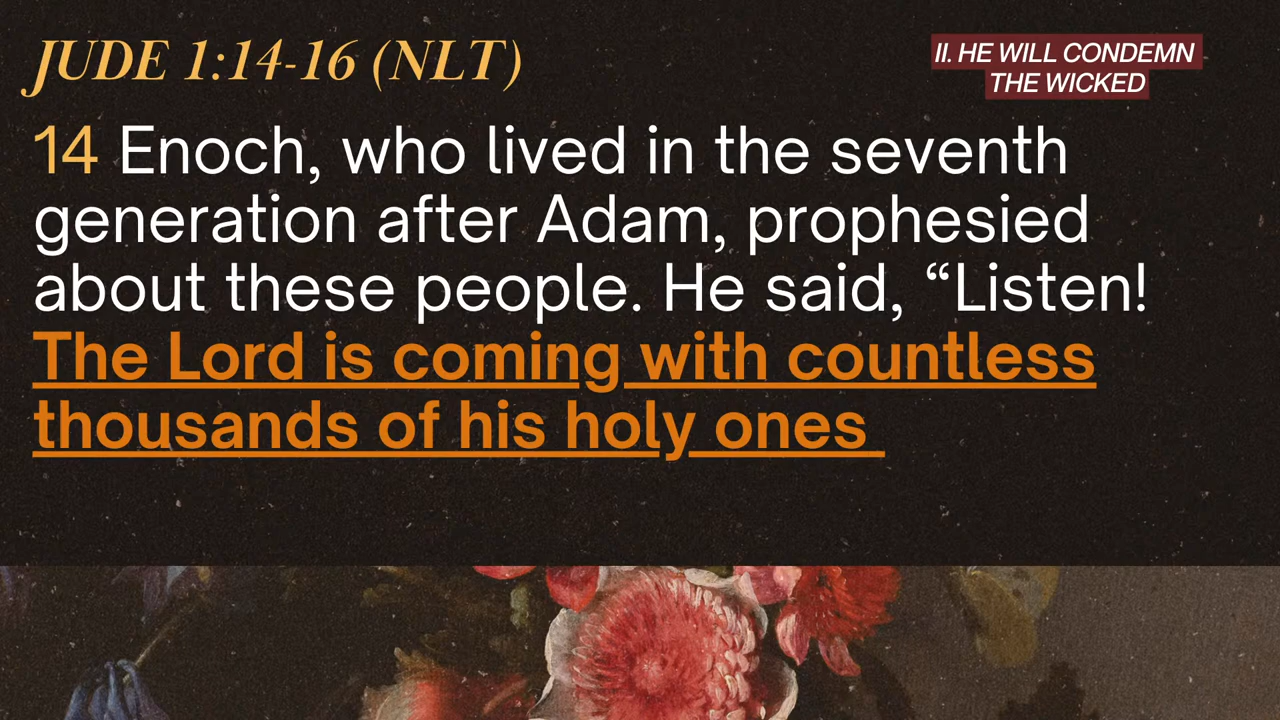 JUDE 1:14-16 (NLT)
II. HE WILL CONDEMN
THE WICKED
14 Enoch, who lived in the seventh
generation after Adam, prophesied
about these people. He said, “Listen!
The Lord is coming with countless
thousands of his holy ones